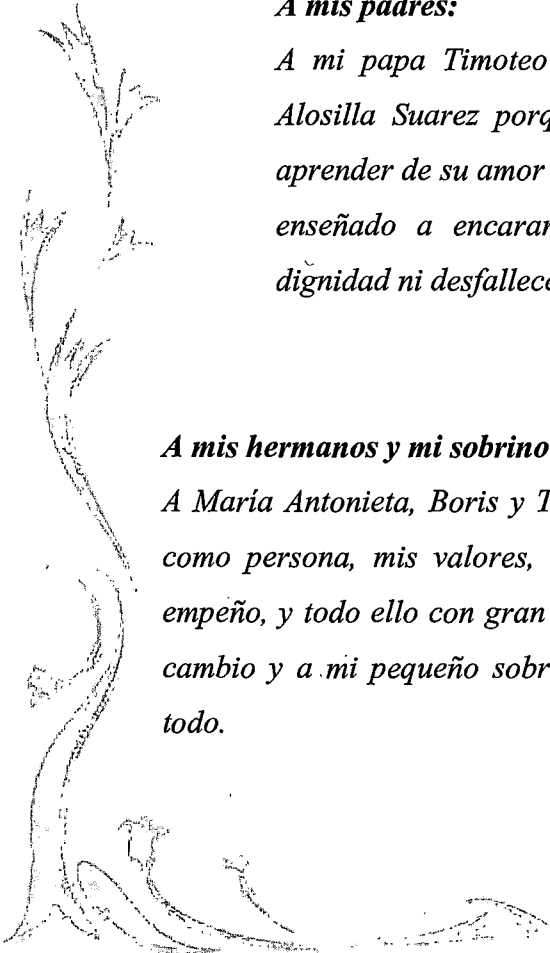 A mis padres:
A mi papa Timoteo
Alosilla Suarez porq
aprender de su amor
enseñado a encarar
dignidad ni desfallece
A mis hermanos y mi sobrino
A María Antonieta, Boris y T
como persona, mis valores,
empeño, y todo ello con gran
cambio y a mi pequeño sobr
todo.